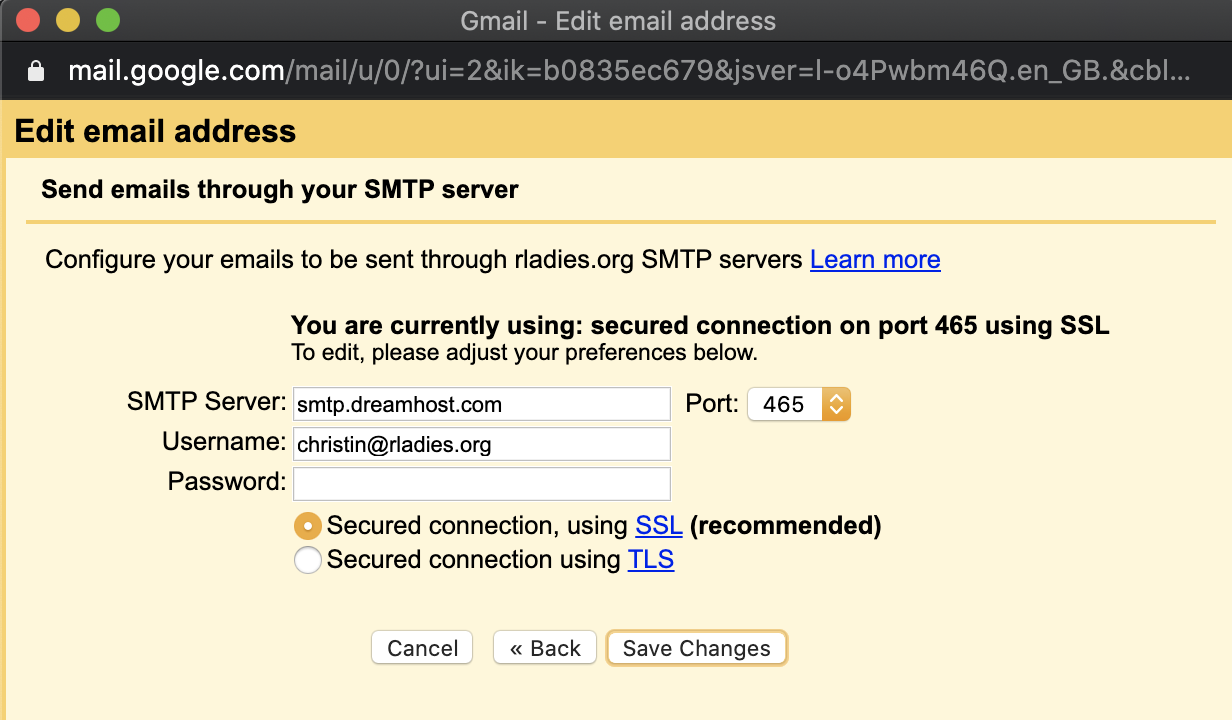 Gmail - Edit email address
mail.google.com/mail/u/0/?ui=2&ik=b0835ec679&jsver=l-o4Pwbm46Q.en_GB.&cbl...
Edit email address
Send emails through your SMTP server
Configure your emails to be sent through rladies.org SMTP servers Learn more
You are currently using: secured connection on port 465 using SSL
To edit, please adjust your preferences below.
SMTP Server: smtp.dreamhost.com Port: 465
Username: christin@rladies.org
Password:
Secured connection, using SSL (recommended)
Secured connection using TLS
Cancel « Back Save Changes